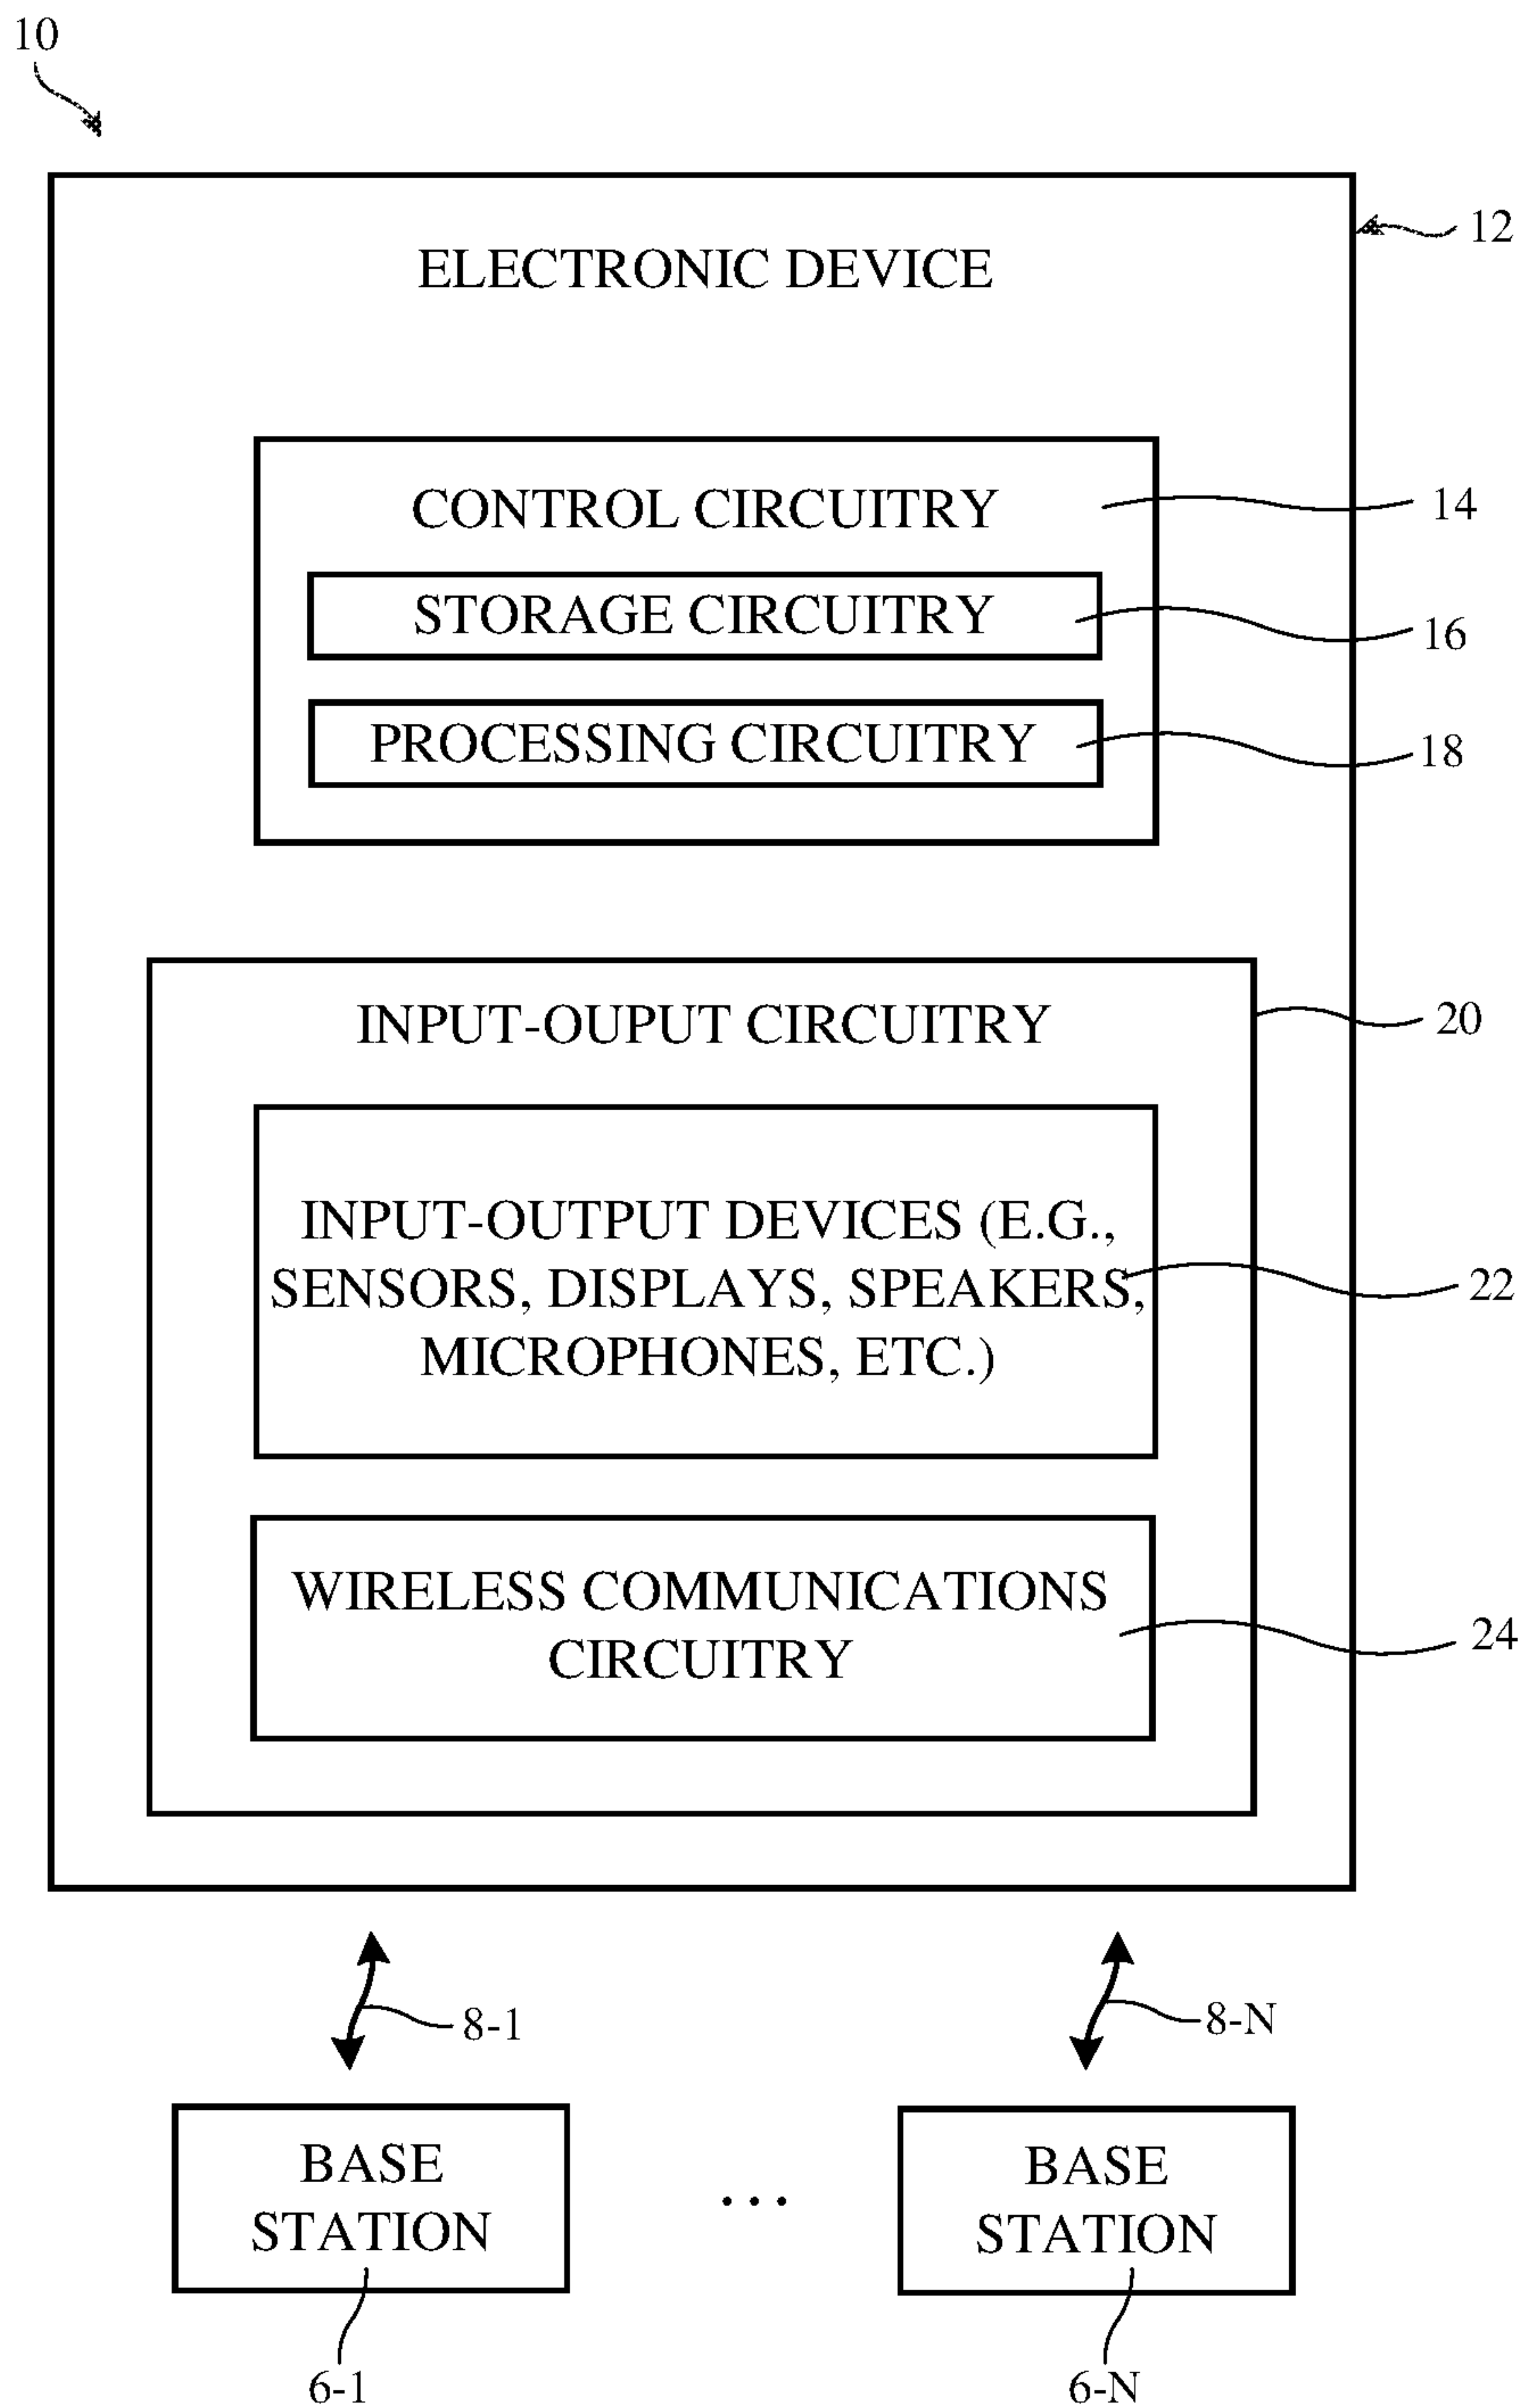 10
12
ELECTRONIC DEVICE
CONTROL CIRCUITRY
14
STORAGE CIRCUITRY
16
PROCESSING CIRCUITRY
18
INPUT-OUPUT CIRCUITRY
20
INPUT-OUTPUT DEVICES (E.G.,
SENSORS, DISPLAYS, SPEAKERS,
22
MICROPHONES, ETC.)
WIRELESS COMMUNICATIONS
24
CIRCUITRY
8-1
8-N
BASE
STATION
...
BASE
STATION
6-1
6-N